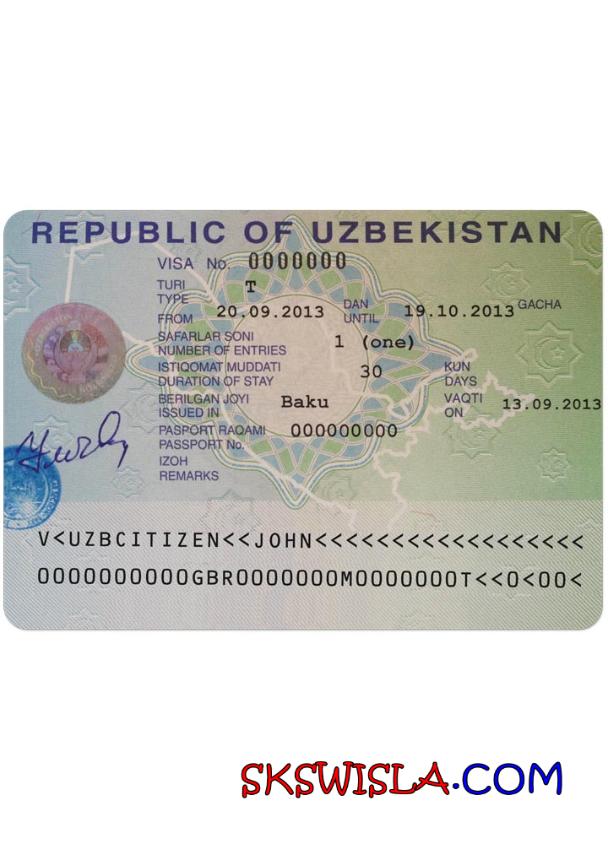 REPUBLIC OF UZBEKISTAN
VISA No. 0000000
TURI
TYPE T
FROM 20.09.2013 DAN
UNTIL 19.10.2013 GACHA
SAFARLAR SONI
NUMBER OF ENTRIES 1 (one)
ISTIQOMAT MUDDATI
DURATION OF STAY 30 KUN
DAYS
BERILGAN JOYI
ISSUED IN Baku VAQTI
ON 13.09.2013
PASPORT RAQAMI
PASSPORT No. 000000000
IZOH
REMARKS
V<UZBCITIZEN<<JOHN<<<<<<<<<<<<<<<<<<
0000000000GBR0000000M0000000T<<0<00<
SKSWISLA.COM